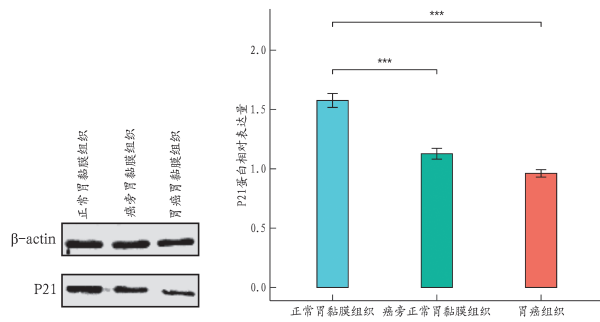 正常胃黏膜组织
癌旁胃黏膜组织
胃癌胃黏膜组织
β-actin
P21
P21蛋白相对表达量
2.0
1.5
1.0
0.5
0.0
***
***
正常胃黏膜组织
癌旁正常胃黏膜组织
胃癌组织